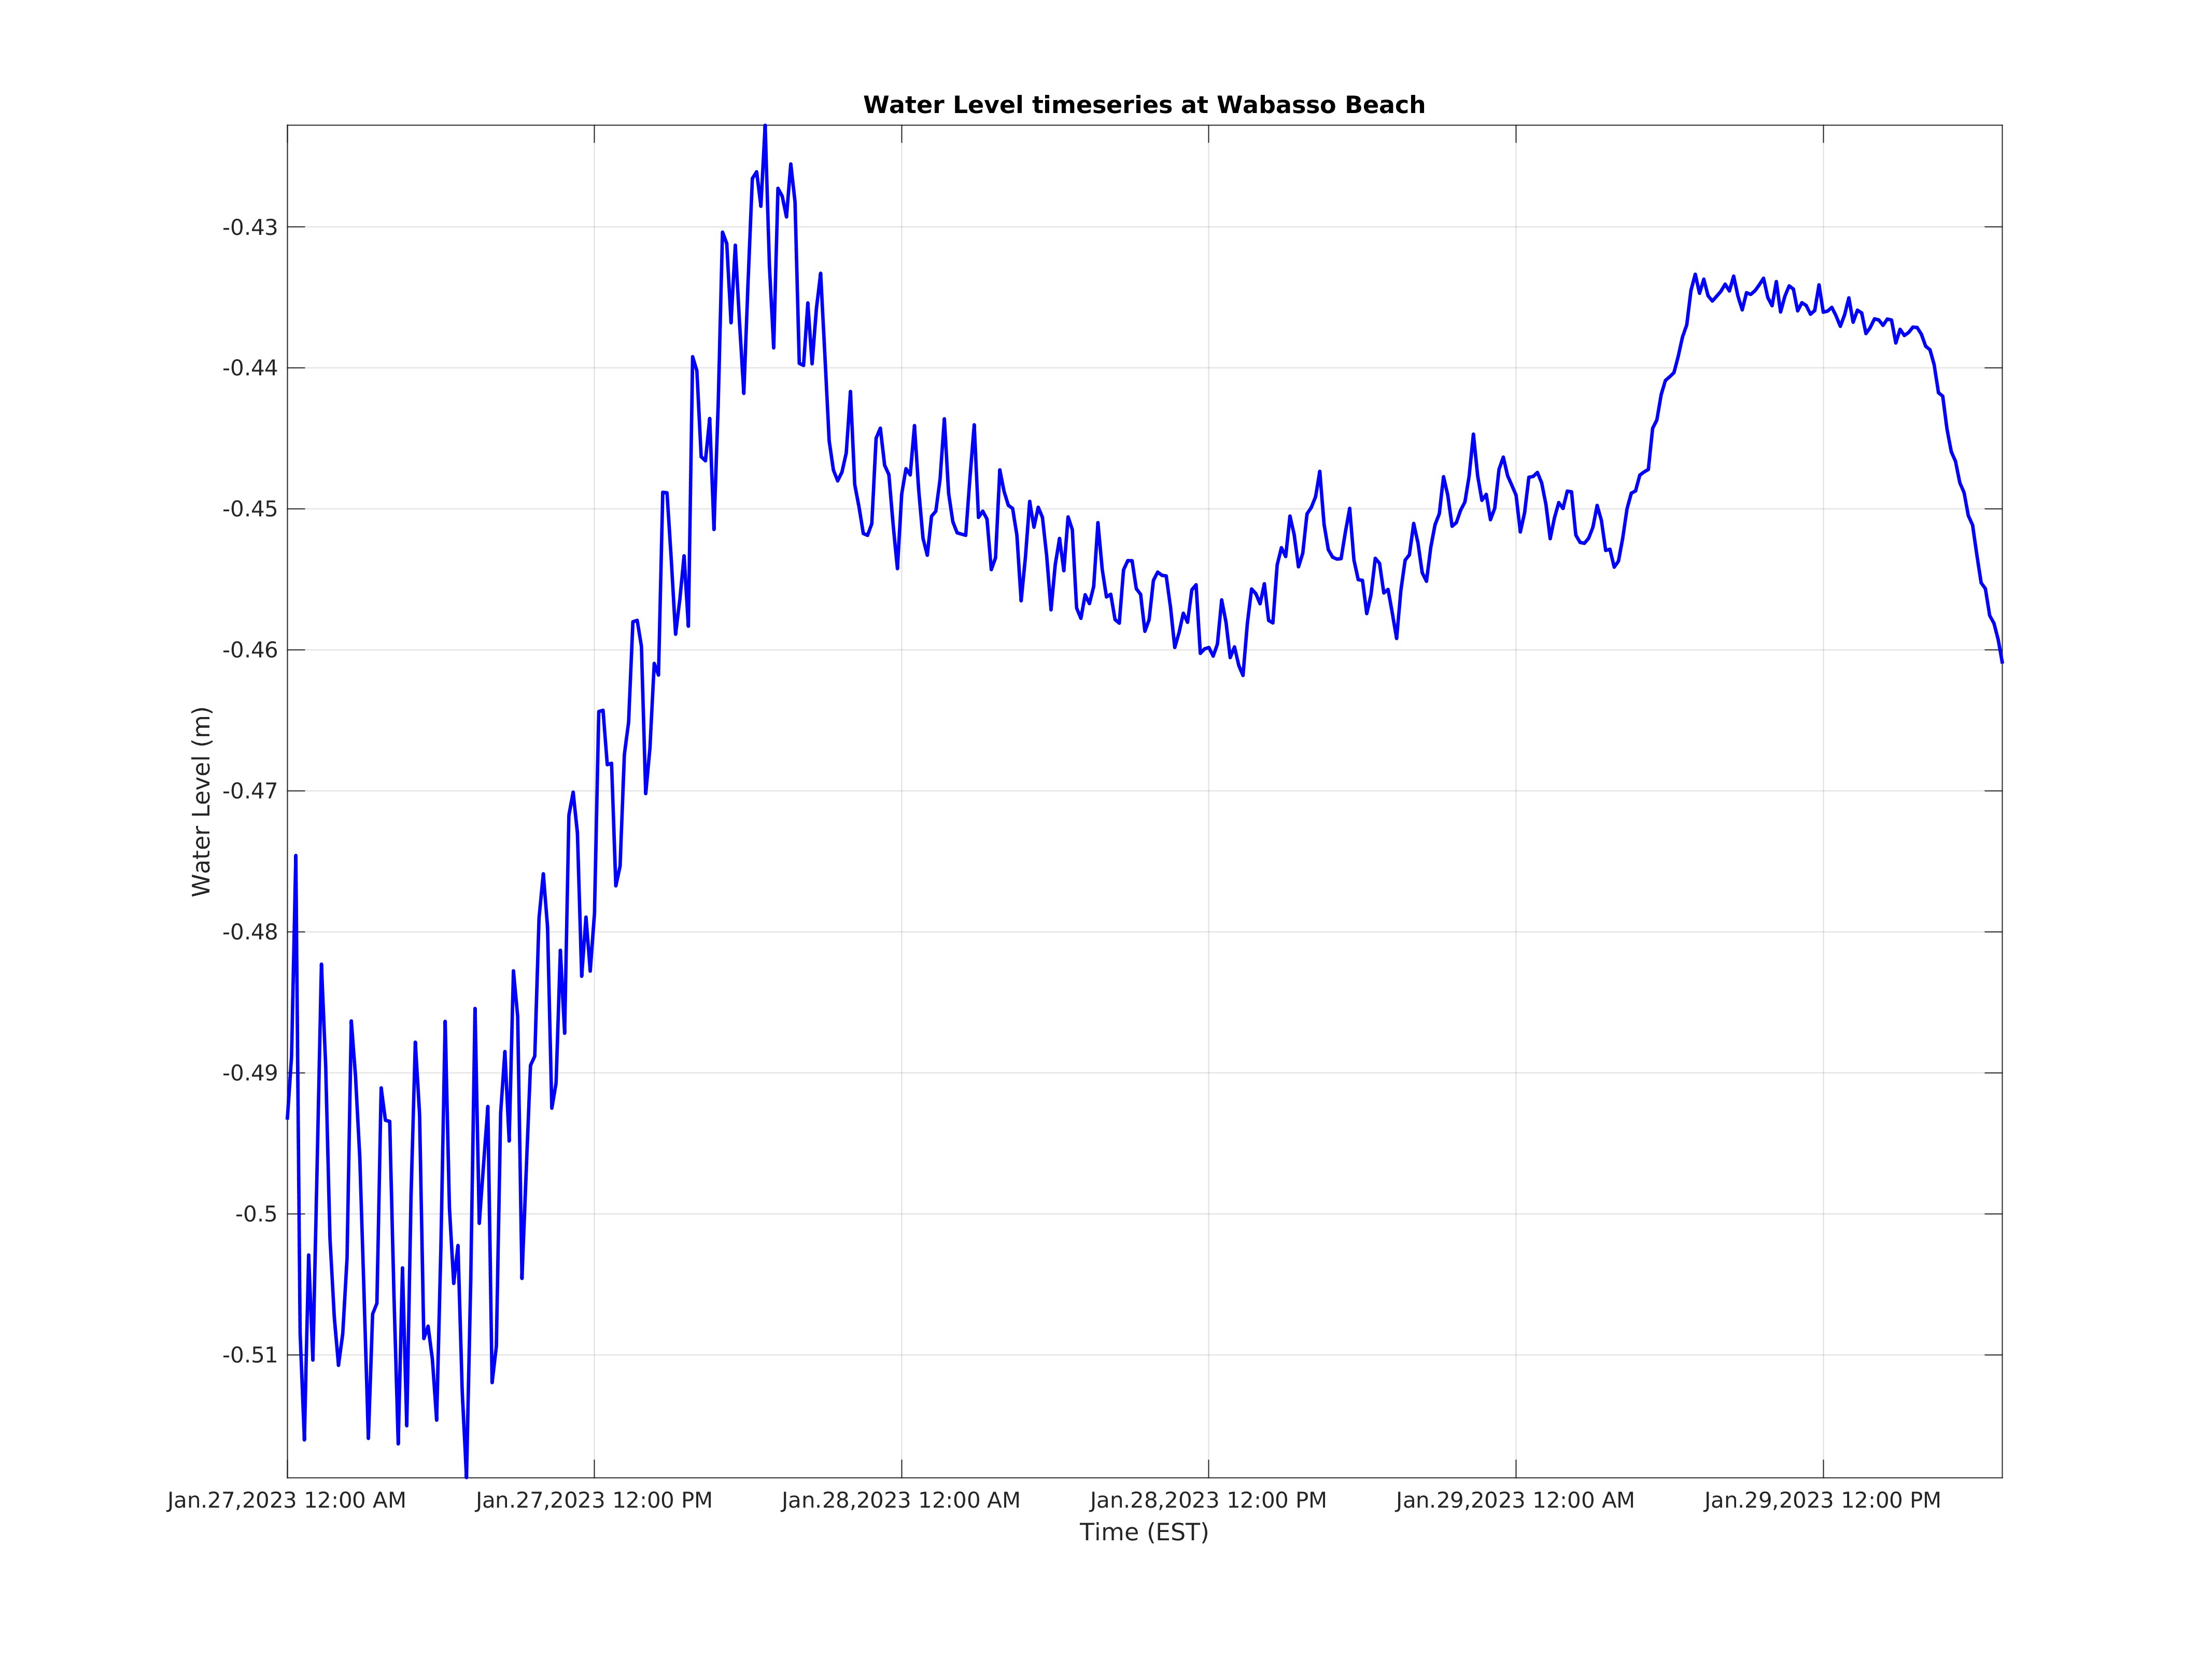 Water Level timeseries at Wabasso Beach
-0.43
-0.44
-0.45
-0.46
-0.47
-0.48
-0.49
-0.5
-0.51
Water Level (m)
Jan.27,2023 12:00 AM
Jan.27,2023 12:00 PM
Jan.28,2023 12:00 AM
Jan.28,2023 12:00 PM
Jan.29,2023 12:00 AM
Jan.29,2023 12:00 PM
Time (EST)